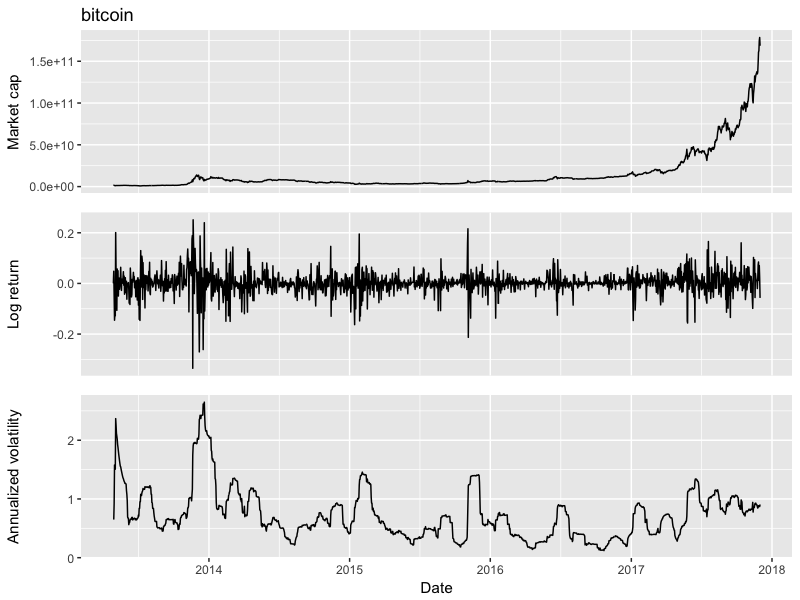 bitcoin
Market cap
1.5e+11
1.0e+11
5.0e+10
0.0e+00
Log return
0.2
0.0
-0.2
Annualized volatility
2
1
0
2014 2015 2016 2017 2018
Date